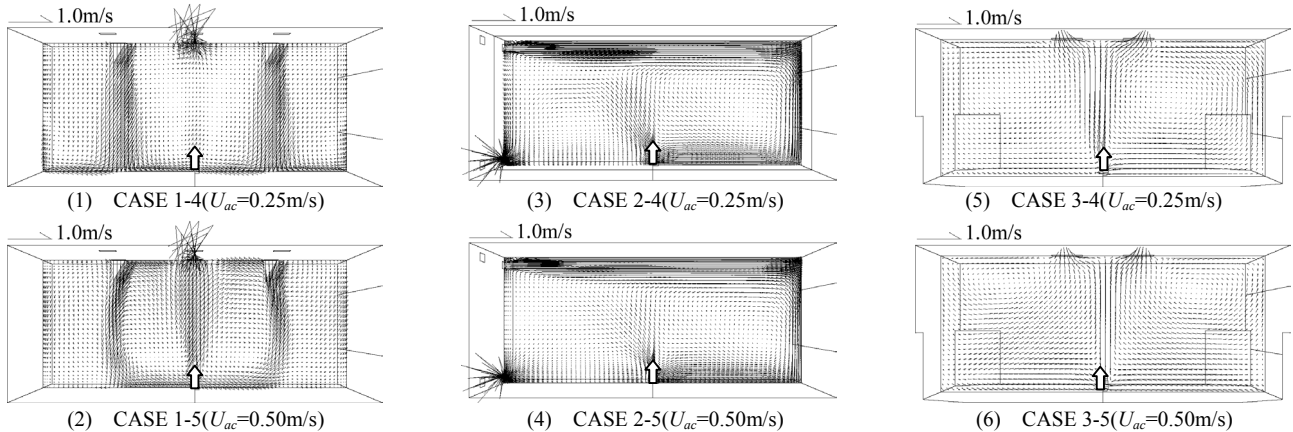 1.0m/s
1.0m/s
1.0m/s
(1) CASE 1-4(Uac=0.25m/s)
(3) CASE 2-4(Uac=0.25m/s)
(5) CASE 3-4(Uac=0.25m/s)
1.0m/s
1.0m/s
1.0m/s
(2) CASE 1-5(Uac=0.50m/s)
(4) CASE 2-5(Uac=0.50m/s)
(6) CASE 3-5(Uac=0.50m/s)